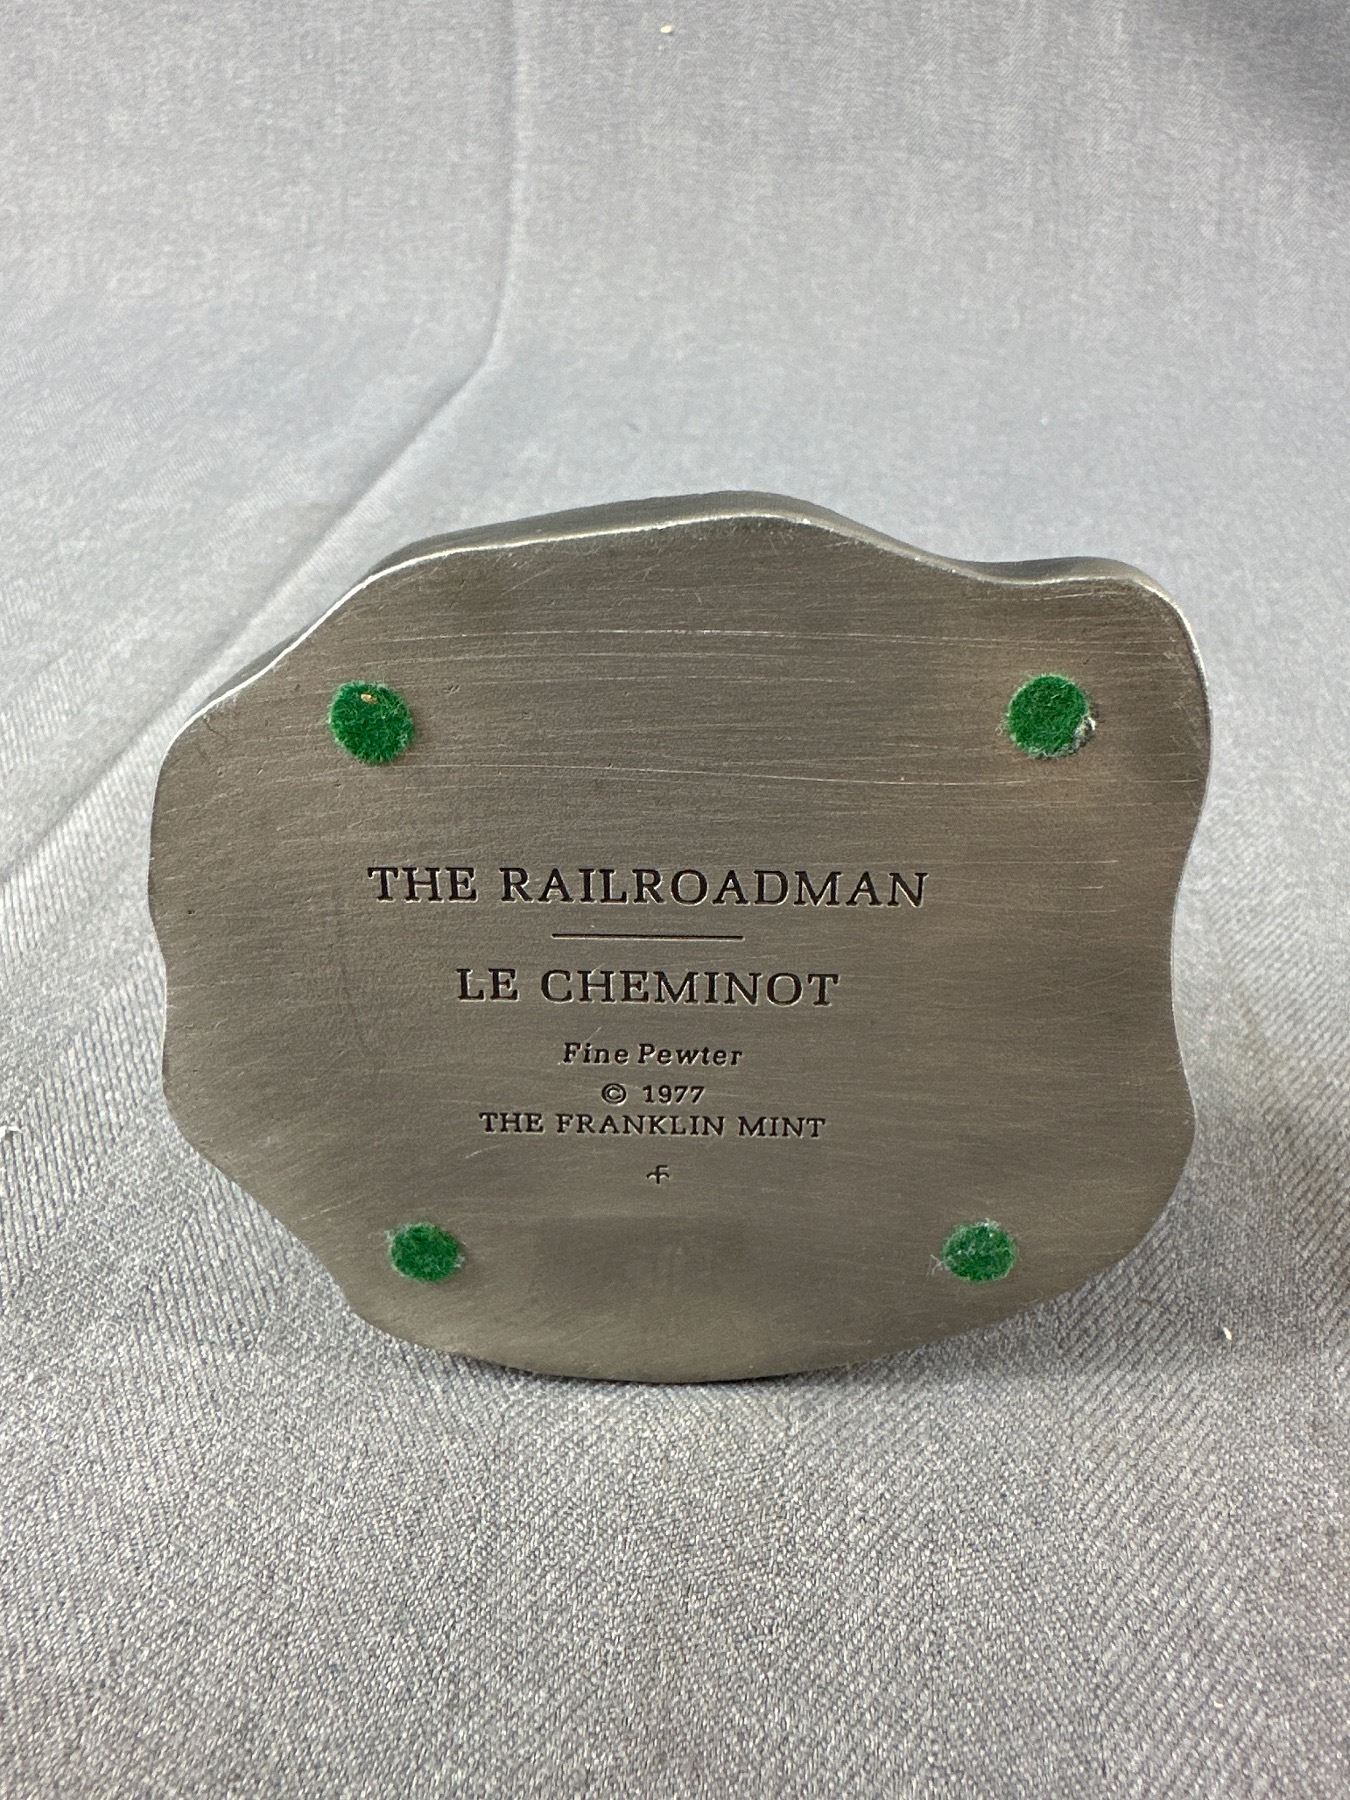 THE RAILROADMAN
LE CHEMINOT
Fine Pewter
© 1977
THE FRANKLIN MINT